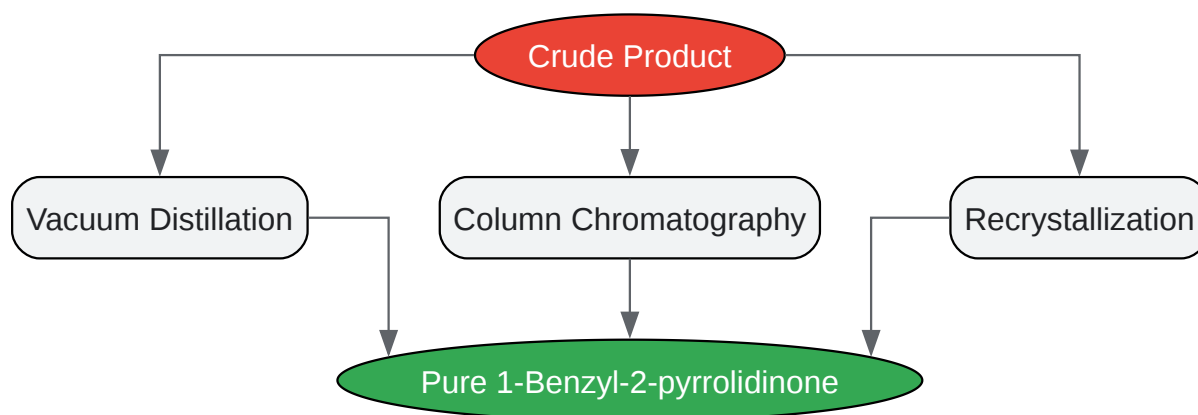 Crude Product
Vacuum Distillation
Column Chromatography
Recrystallization
Pure 1-Benzyl-2-pyrrolidinone